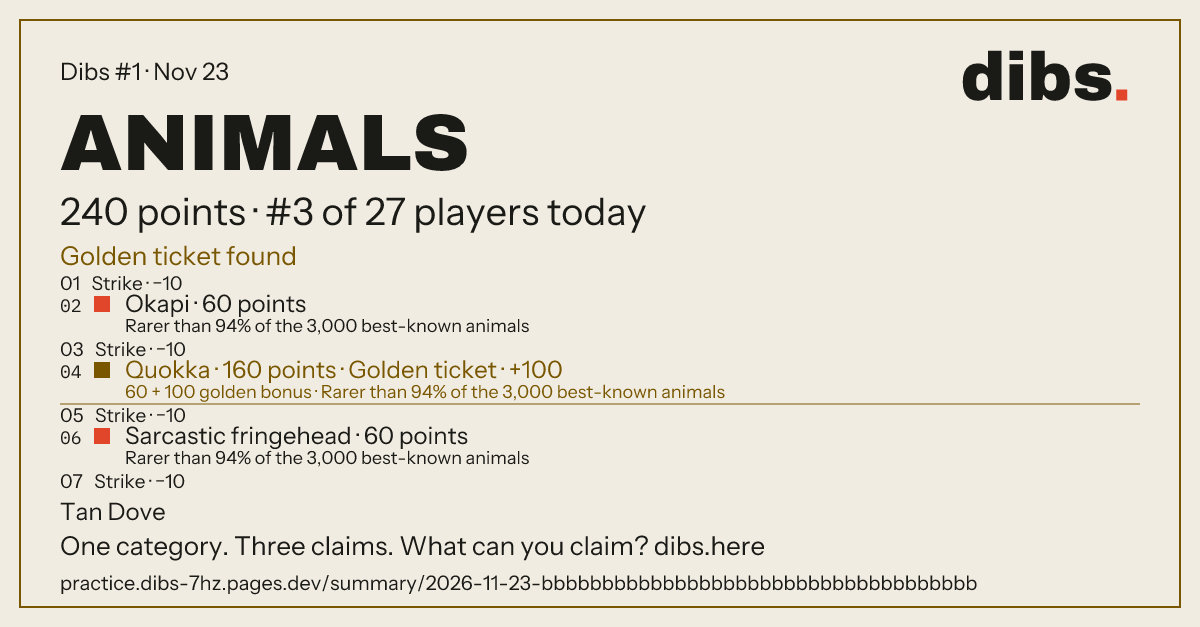 Dibs #1 · Nov 23
dibs.
ANIMALS
240 points · #3 of 27 players today
Golden ticket found
01 Strike · −10
02 Okapi · 60 points
Rarer than 94% of the 3,000 best-known animals
03 Strike · −10
04 Quokka · 160 points · Golden ticket · +100
60 + 100 golden bonus · Rarer than 94% of the 3,000 best-known animals
05 Strike · −10
06 Sarcastic fringehead · 60 points
Rarer than 94% of the 3,000 best-known animals
07 Strike · −10
Tan Dove
One category. Three claims. What can you claim? dibs.here
practice.dibs-7hz.pages.dev/summary/2026-11-23-bbbbbbbbbbbbbbbbbbbbbbbbbbbbbbbbbbbb